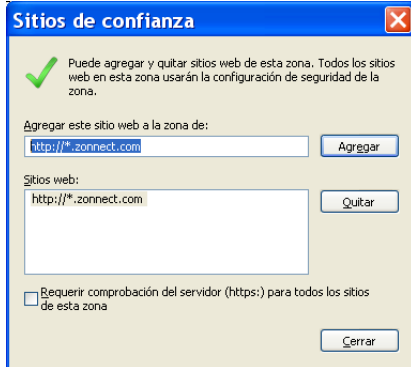 Sitios de confianza
Puede agregar y quitar sitios web de esta zona. Todos los sitios
web en esta zona usarán la configuración de seguridad de la
zona.
Agregar este sitio web a la zona de:
http://*.zonnect.com
Agregar
Sitios web:
http://*.zonnect.com
Quitar
Requerir comprobación del servidor (https:) para todos los sitios
de esta zona
Cerrar